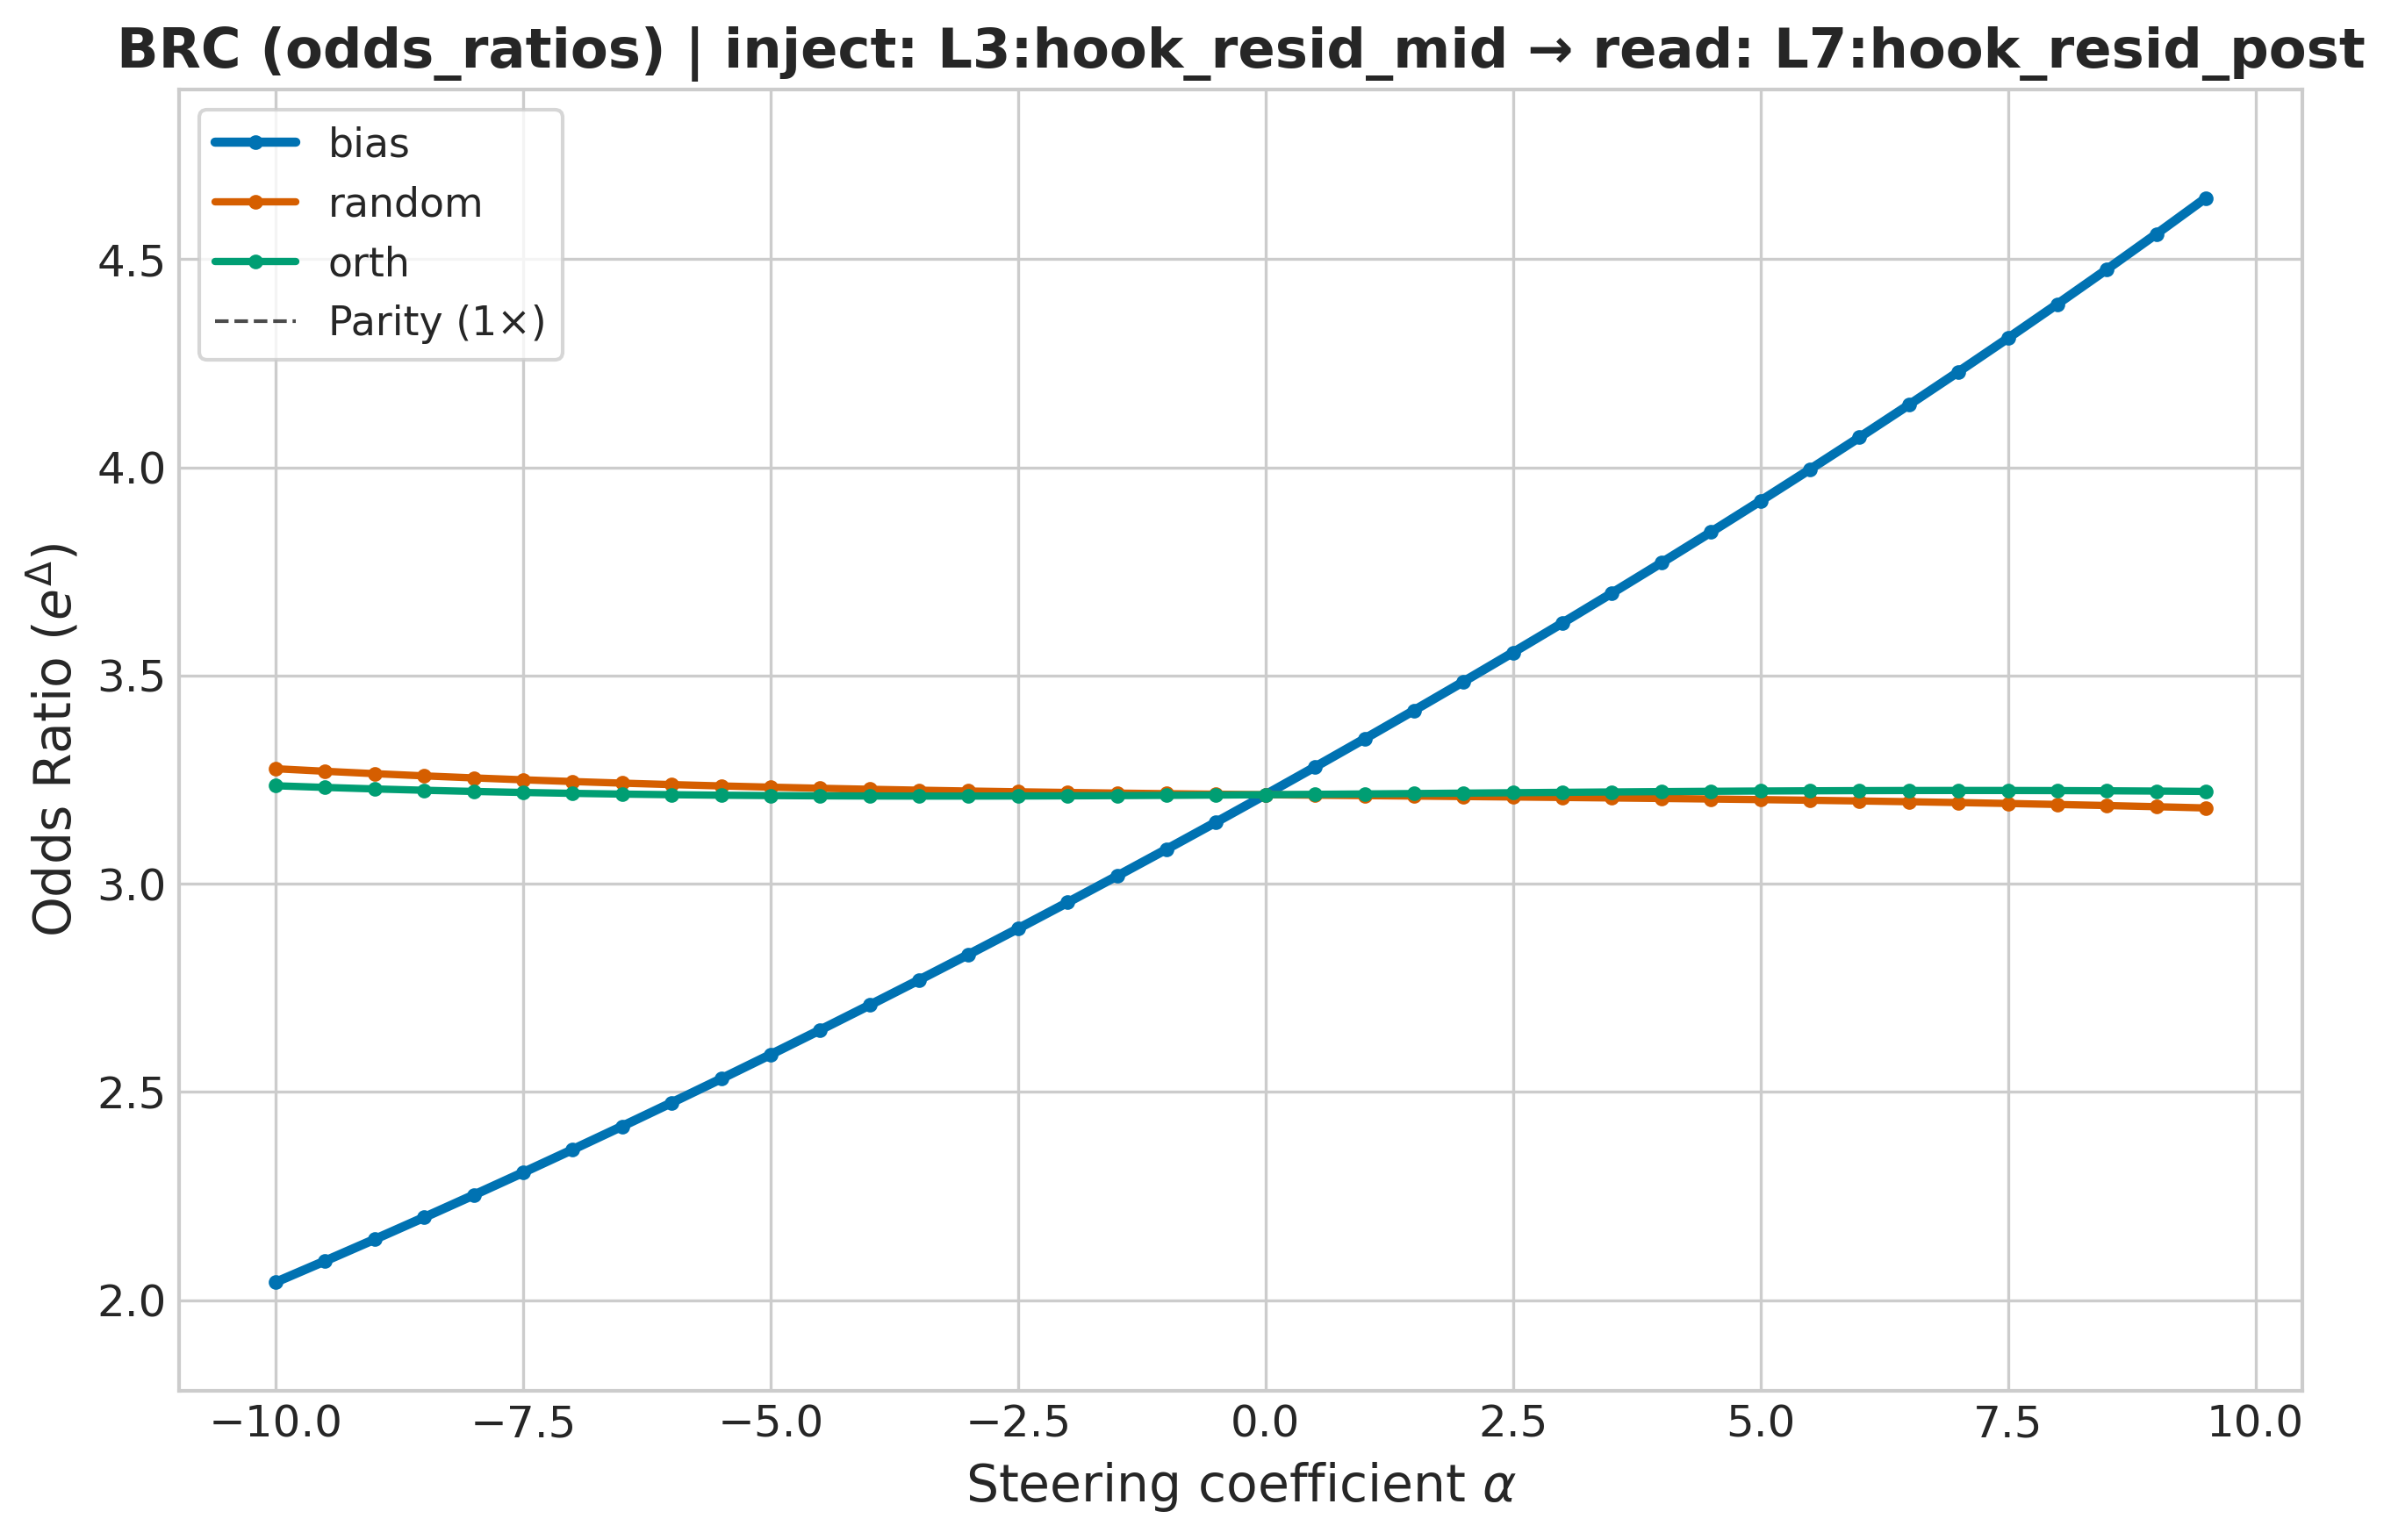 BRC (odds_ratios) | inject: L3:hook_resid_mid → read: L7:hook_resid_post
bias
random
orth
Parity (1×)
Odds Ratio (e^Δ)
4.5
4.0
3.5
3.0
2.5
2.0
−10.0
−7.5
−5.0
−2.5
0.0
2.5
5.0
7.5
10.0
Steering coefficient α